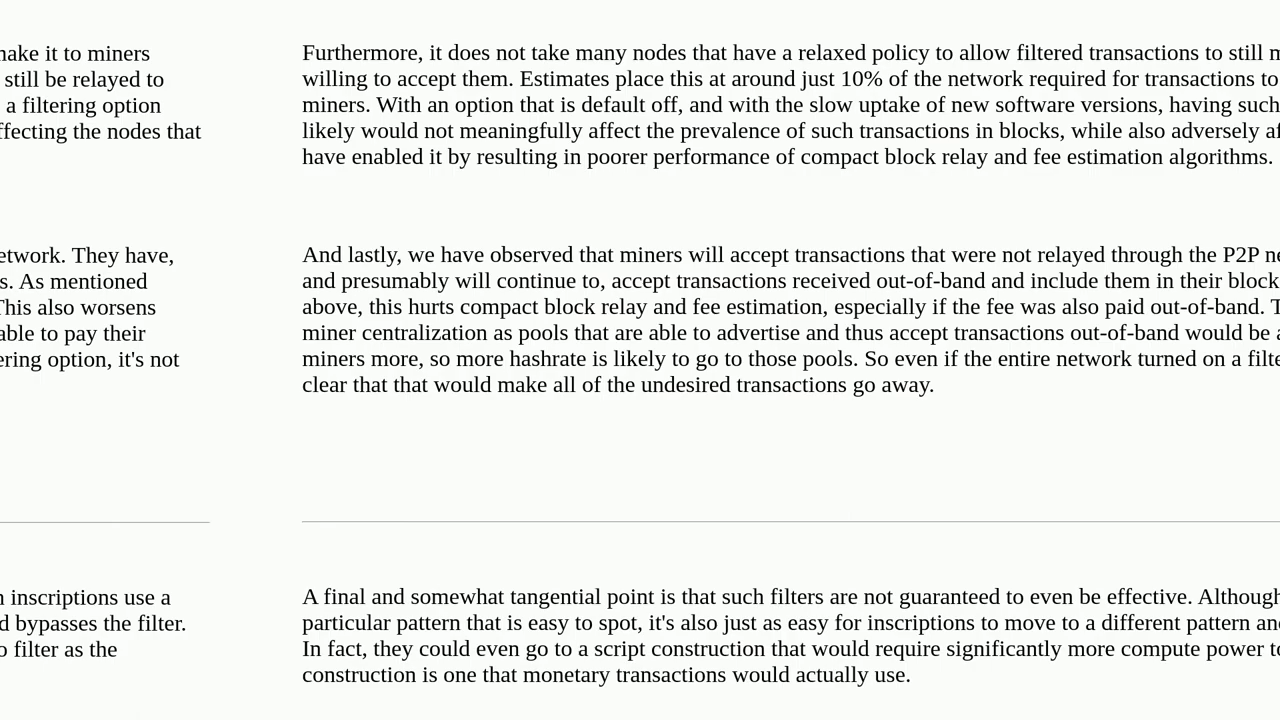 make it to miners
still be relayed to
a filtering option
ffecting the nodes that
etwork. They have,
s. As mentioned
This also worsens
able to pay their
ering option, it's not
inscriptions use a
d bypasses the filter.
o filter as the
Furthermore, it does not take many nodes that have a relaxed policy to allow filtered transactions to still m
willing to accept them. Estimates place this at around just 10% of the network required for transactions to
miners. With an option that is default off, and with the slow uptake of new software versions, having such
likely would not meaningfully affect the prevalence of such transactions in blocks, while also adversely af
have enabled it by resulting in poorer performance of compact block relay and fee estimation algorithms.
And lastly, we have observed that miners will accept transactions that were not relayed through the P2P ne
and presumably will continue to, accept transactions received out-of-band and include them in their block
above, this hurts compact block relay and fee estimation, especially if the fee was also paid out-of-band. T
miner centralization as pools that are able to advertise and thus accept transactions out-of-band would be a
miners more, so more hashrate is likely to go to those pools. So even if the entire network turned on a filte
clear that that would make all of the undesired transactions go away.
A final and somewhat tangential point is that such filters are not guaranteed to even be effective. Although
particular pattern that is easy to spot, it's also just as easy for inscriptions to move to a different pattern and
In fact, they could even go to a script construction that would require significantly more compute power to
construction is one that monetary transactions would actually use.